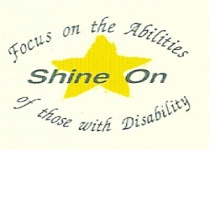 Focus on the Abilities
Shine On
of those with Disability